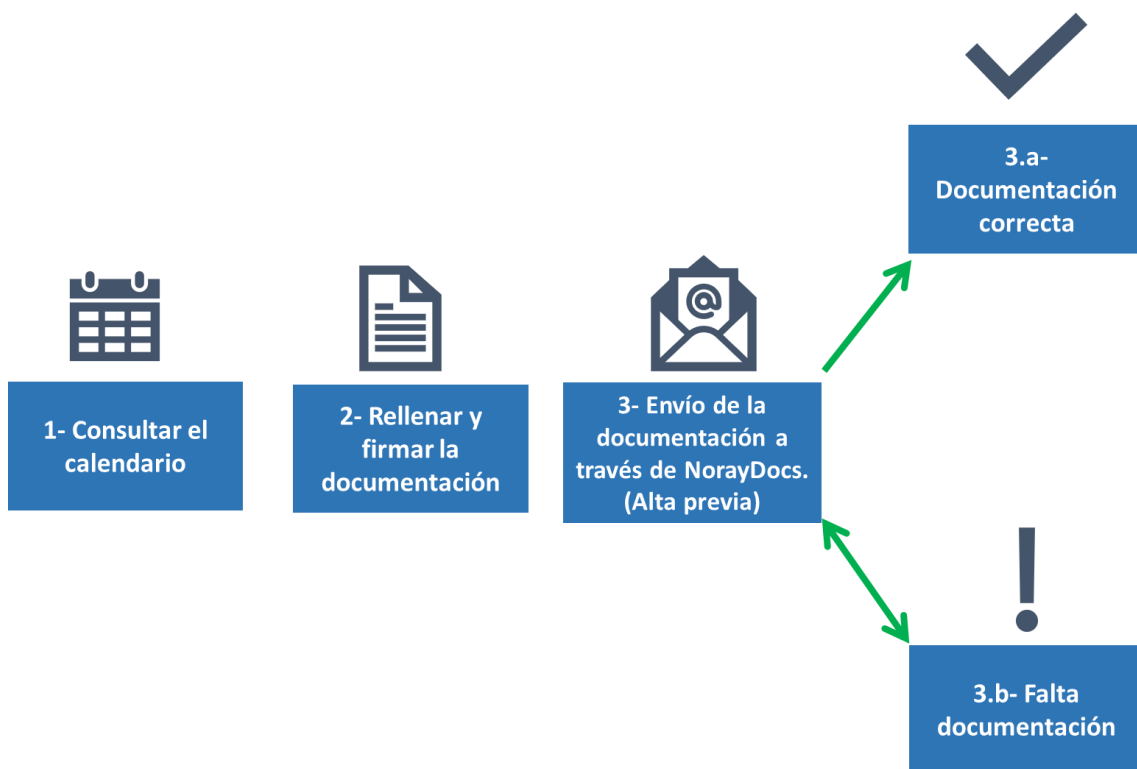 1- Consultar el
calendario
2- Rellenar y
firmar la
documentación
@
3- Envío de la
documentación a
través de NorayDocs.
(Alta previa)
3.a-
Documentación
correcta
!
3.b- Falta
documentación